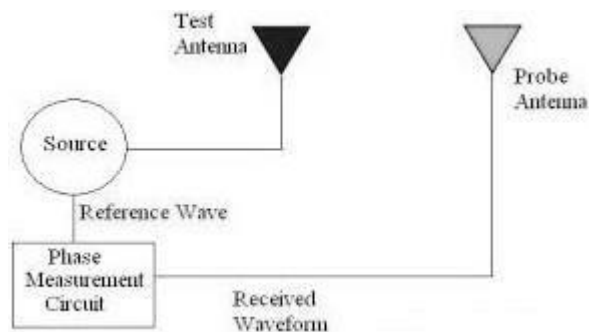 Test
Antenna
Probe
Antenna
Source
Reference Wave
Phase
Measurement
Circuit
Received
Waveform